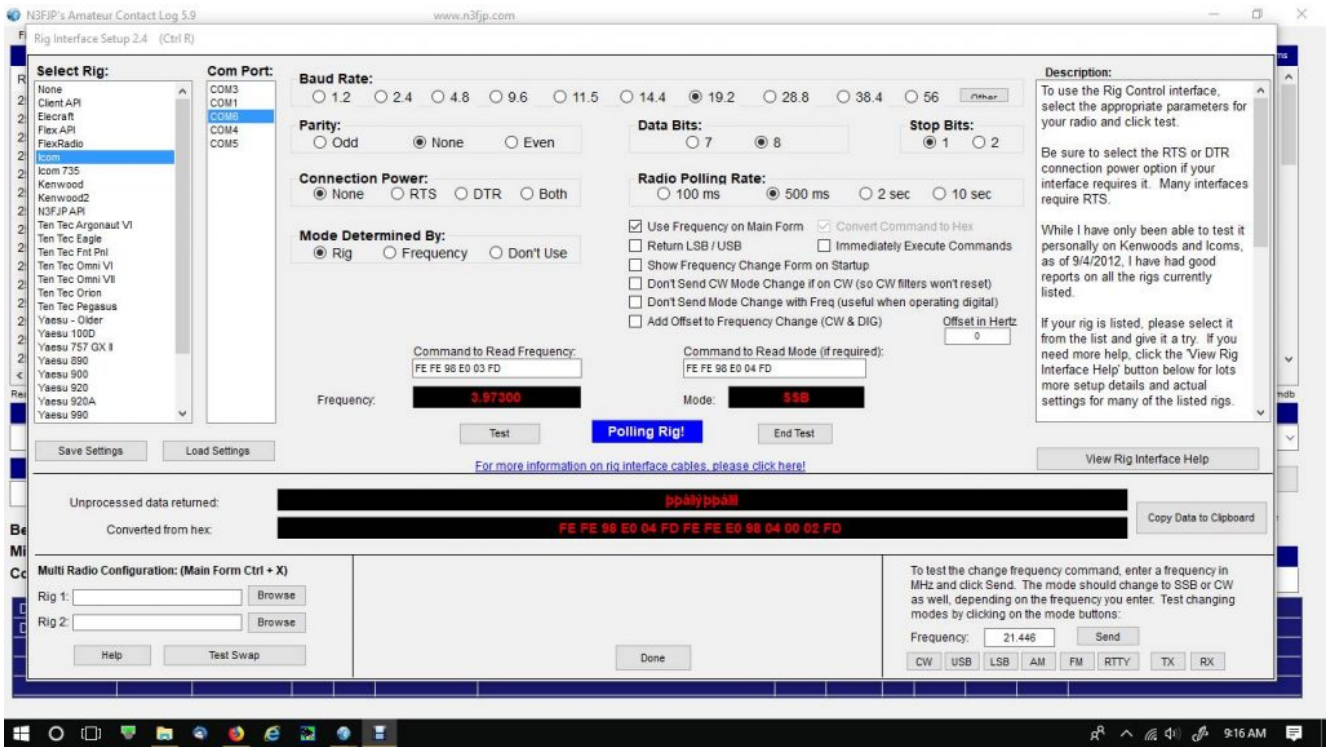 N3FJP's Amateur Contact Log 5.9
www.n3fjp.com
Rig Interface Setup 2.4 (Ctrl R)
Select Rig:
None
Client API
Elecraft
Flex API
FlexRadio
Icom
Icom 735
Kenwood
Kenwood2
N3FJP API
Ten Tec Argonaut VI
Ten Tec Eagle
Ten Tec Fnt Pnl
Ten Tec Omni VI
Ten Tec Omni VII
Ten Tec Orion
Ten Tec Pegasus
Yaesu - Older
Yaesu 100D
Yaesu 757 GX II
Yaesu 890
Yaesu 900
Yaesu 920
Yaesu 920A
Yaesu 990
Com Port:
COM3
COM1
COM6
COM4
COM5
Save Settings
Load Settings
Baud Rate:
1.2 2.4 4.8 9.6 11.5 14.4 19.2 28.8 38.4 56 Other
Parity:
Odd None Even
Data Bits:
7 8
Stop Bits:
1 2
Connection Power:
None RTS DTR Both
Radio Polling Rate:
100 ms 500 ms 2 sec 10 sec
Mode Determined By:
Rig Frequency Don't Use
Use Frequency on Main Form Convert Command to Hex
Return LSB / USB Immediately Execute Commands
Show Frequency Change Form on Startup
Don't Send CW Mode Change if on CW (so CW filters won't reset)
Don't Send Mode Change with Freq (useful when operating digital)
Add Offset to Frequency Change (CW & DIG) Offset in Hertz
0
Command to Read Frequency:
FE FE 98 E0 03 FD
Command to Read Mode (if required):
FE FE 98 E0 04 FD
Frequency: 3.97300
Mode: SSB
Test
Polling Rig!
End Test
For more information on rig interface cables, please click here!
Description:
To use the Rig Control interface,
select the appropriate parameters for
your radio and click test.
Be sure to select the RTS or DTR
connection power option if your
interface requires it. Many interfaces
require RTS.
While I have only been able to test it
personally on Kenwoods and Icoms,
as of 9/4/2012, I have had good
reports on all the rigs currently
listed.
If your rig is listed, please select it
from the list and give it a try. If you
need more help, click the 'View Rig
Interface Help' button below for lots
more setup details and actual
settings for many of the listed rigs.
View Rig Interface Help
Unprocessed data returned:
Converted from hex: FE FE 98 E0 04 FD FE FE E0 98 04 00 02 FD
Copy Data to Clipboard
Multi Radio Configuration: (Main Form Ctrl + X)
Rig 1: Browse
Rig 2: Browse
Help
Test Swap
Done
To test the change frequency command, enter a frequency in
MHz and click Send. The mode should change to SSB or CW
as well, depending on the frequency you enter. Test changing
modes by clicking on the mode buttons:
Frequency: 21.446 Send
CW USB LSB AM FM RTTY TX RX
9:16 AM